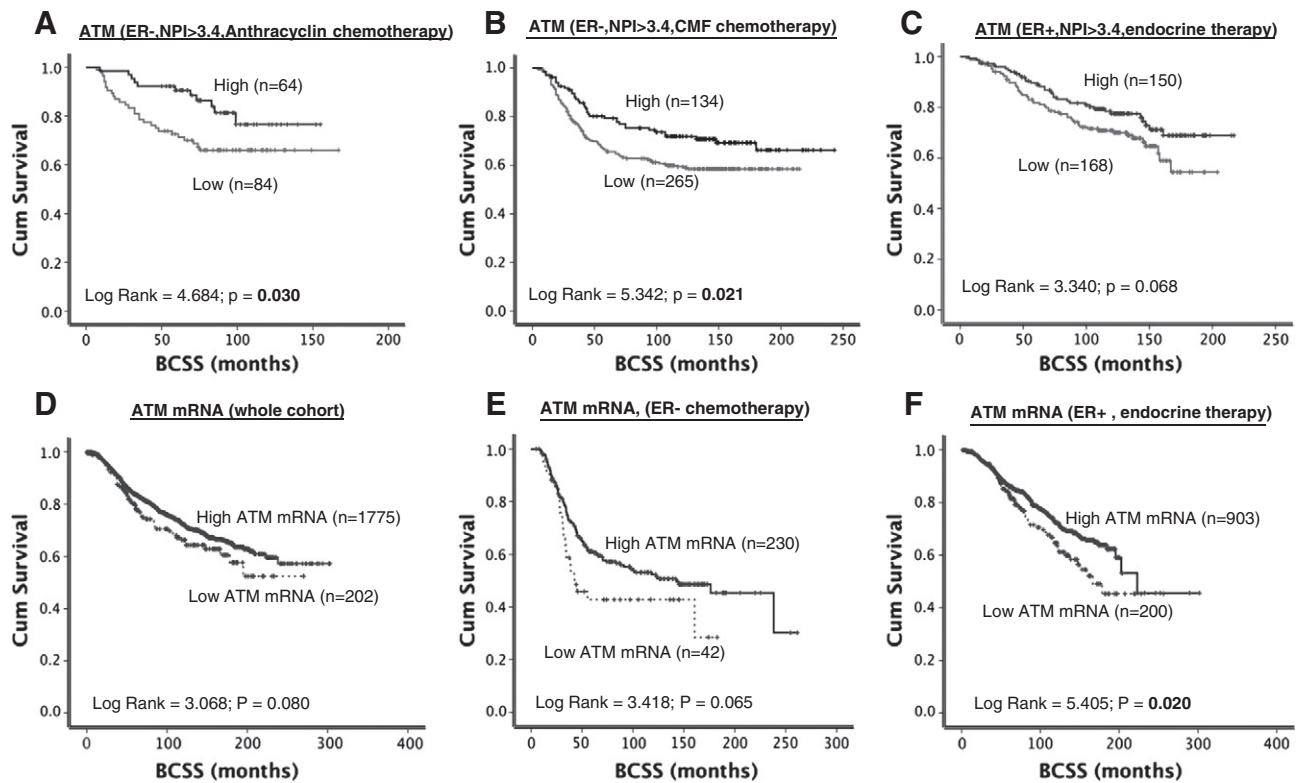 A
ATM (ER-,NPI>3.4,Anthracyclin chemotherapy)
Cum Survival
1.0
0.8
0.6
0.4
0.2
0.0
High (n=64)
Low (n=84)
Log Rank = 4.684; p = 0.030
0 50 100 150 200
BCSS (months)
B
ATM (ER-,NPI>3.4,CMF chemotherapy)
Cum Survival
1.0
0.8
0.6
0.4
0.2
0.0
High (n=134)
Low (n=265)
Log Rank = 5.342; p = 0.021
0 50 100 150 200 250
BCSS (months)
C
ATM (ER+,NPI>3.4,endocrine therapy)
Cum Survival
1.0
0.8
0.6
0.4
0.2
0.0
High (n=150)
Low (n=168)
Log Rank = 3.340; p = 0.068
0 50 100 150 200 250
BCSS (months)
D
ATM mRNA (whole cohort)
Cum Survival
1.0
0.8
0.6
0.4
0.2
0.0
High ATM mRNA (n=1775)
Low ATM mRNA (n=202)
Log Rank = 3.068; P = 0.080
0 100 200 300 400
BCSS (months)
E
ATM mRNA, (ER- chemotherapy)
Cum Survival
1.0
0.8
0.6
0.4
0.2
0.0
High ATM mRNA (n=230)
Low ATM mRNA (n=42)
Log Rank = 3.418; P = 0.065
0 50 100 150 200 250 300
BCSS (months)
F
ATM mRNA (ER+ , endocrine therapy)
Cum Survival
1.0
0.8
0.6
0.4
0.2
0.0
High ATM mRNA (n=903)
Low ATM mRNA (n=200)
Log Rank = 5.405; P = 0.020
0 100 200 300 400
BCSS (months)